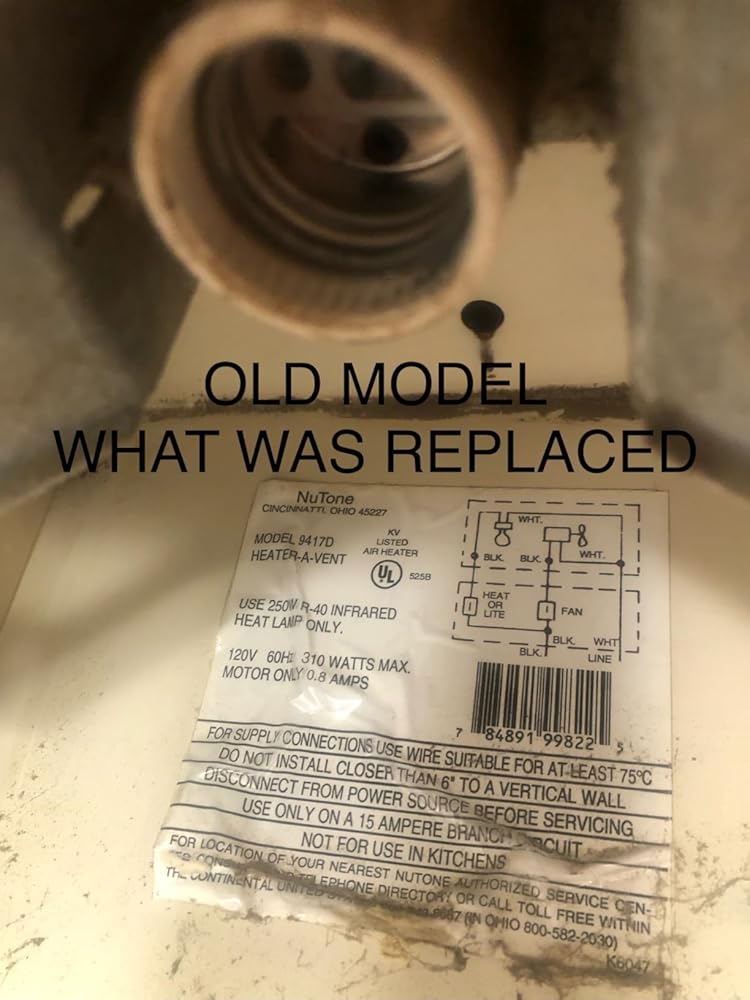 OLD MODEL
WHAT WAS REPLACED
NuTone
CINCINNATTI, OHIO 45227
MODEL 9417D
HEATER-A-VENT
KV
LISTED
AIR HEATER
UL
525B
USE 250W R-40 INFRARED
HEAT LAMP ONLY.
120V 60Hz 310 WATTS MAX.
MOTOR ONLY 0.8 AMPS
WHT.
BLK. BLK. WHT.
HEAT
OR
LITE
FAN
BLK. WHT
BLK. LINE
7 84891 99822 5
FOR SUPPLY CONNECTIONS USE WIRE SUITABLE FOR AT LEAST 75°C
DO NOT INSTALL CLOSER THAN 6" TO A VERTICAL WALL
DISCONNECT FROM POWER SOURCE BEFORE SERVICING
USE ONLY ON A 15 AMPERE BRANCH CIRCUIT
NOT FOR USE IN KITCHENS
FOR LOCATION OF YOUR NEAREST NUTONE AUTHORIZED SERVICE CEN-
TELEPHONE DIRECTORY OR CALL TOLL FREE WITHIN
THE CONTINENTAL UNITED (IN OHIO 800-582-2030)
K6047